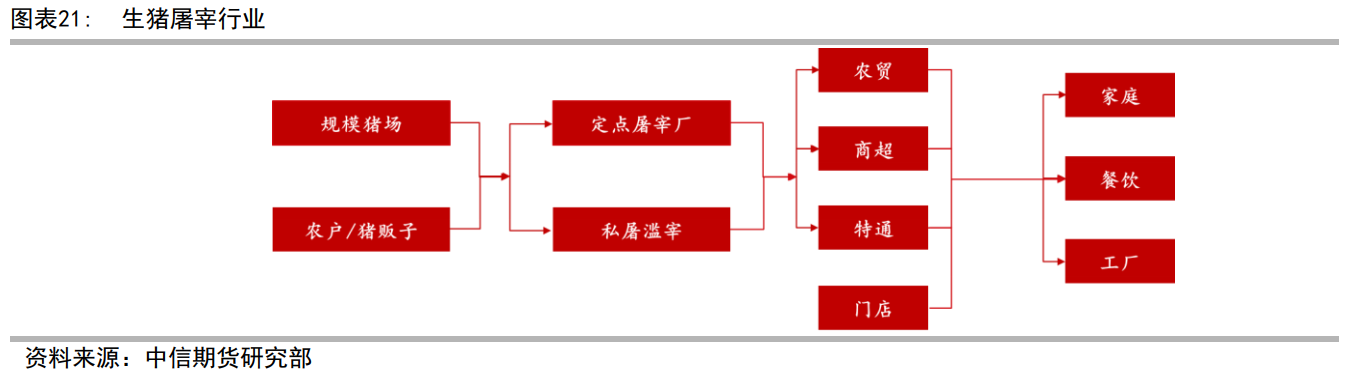 图表21： 生猪屠宰行业
规模猪场
农户/猪贩子
定点屠宰厂
私屠滥宰
农贸
商超
特通
门店
家庭
餐饮
工厂
资料来源：中信期货研究部